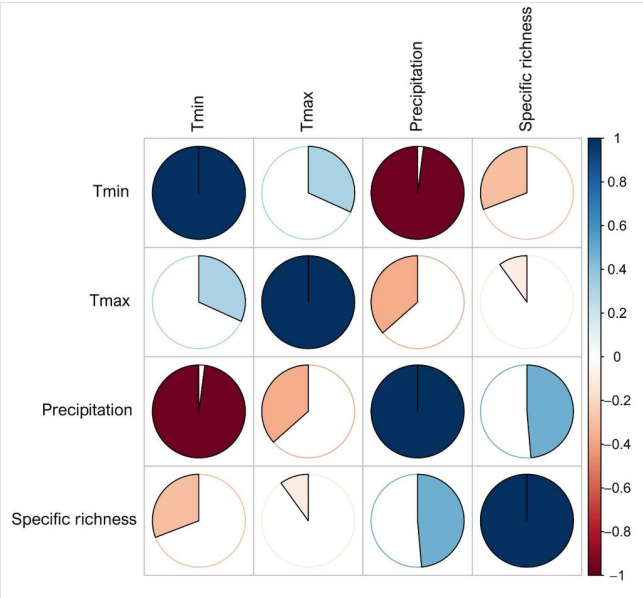 Tmin
Tmax
Precipitation
Specific richness
Tmin
Tmax
Precipitation
Specific richness
1
0.8
0.6
0.4
0.2
0
–0.2
–0.4
–0.6
–0.8
–1